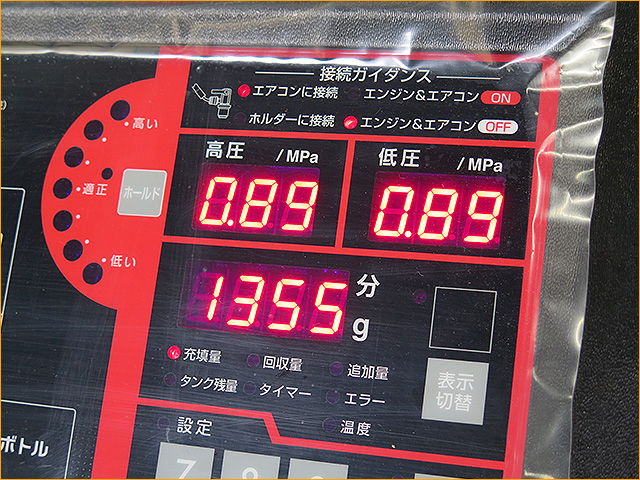 接続ガイダンス
エアコンに接続 エンジン&エアコン ON
ホルダーに接続 エンジン&エアコン OFF
高い
適正
低い
ホールド
高圧 /MPa 低圧 /MPa
0.89 0.89
1355 分
g
充填量 回収量 追加量
タンク残量 タイマー エラー
表示
切替
設定 温度
ボトル
7 8 9